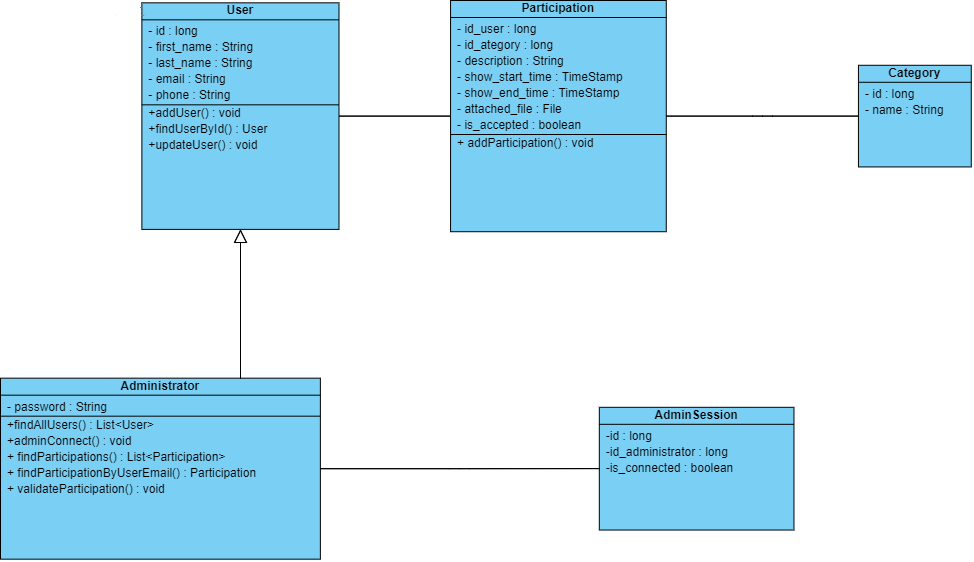 User
- id : long
- first_name : String
- last_name : String
- email : String
- phone : String
+addUser() : void
+findUserById() : User
+updateUser() : void
Participation
- id_user : long
- id_ategory : long
- description : String
- show_start_time : TimeStamp
- show_end_time : TimeStamp
- attached_file : File
- is_accepted : boolean
+ addParticipation() : void
Category
- id : long
- name : String
Administrator
- password : String
+findAllUsers() : List<User>
+adminConnect() : void
+ findParticipations() : List<Participation>
+ findParticipationByUserEmail() : Participation
+ validateParticipation() : void
AdminSession
-id : long
-id_administrator : long
-is_connected : boolean